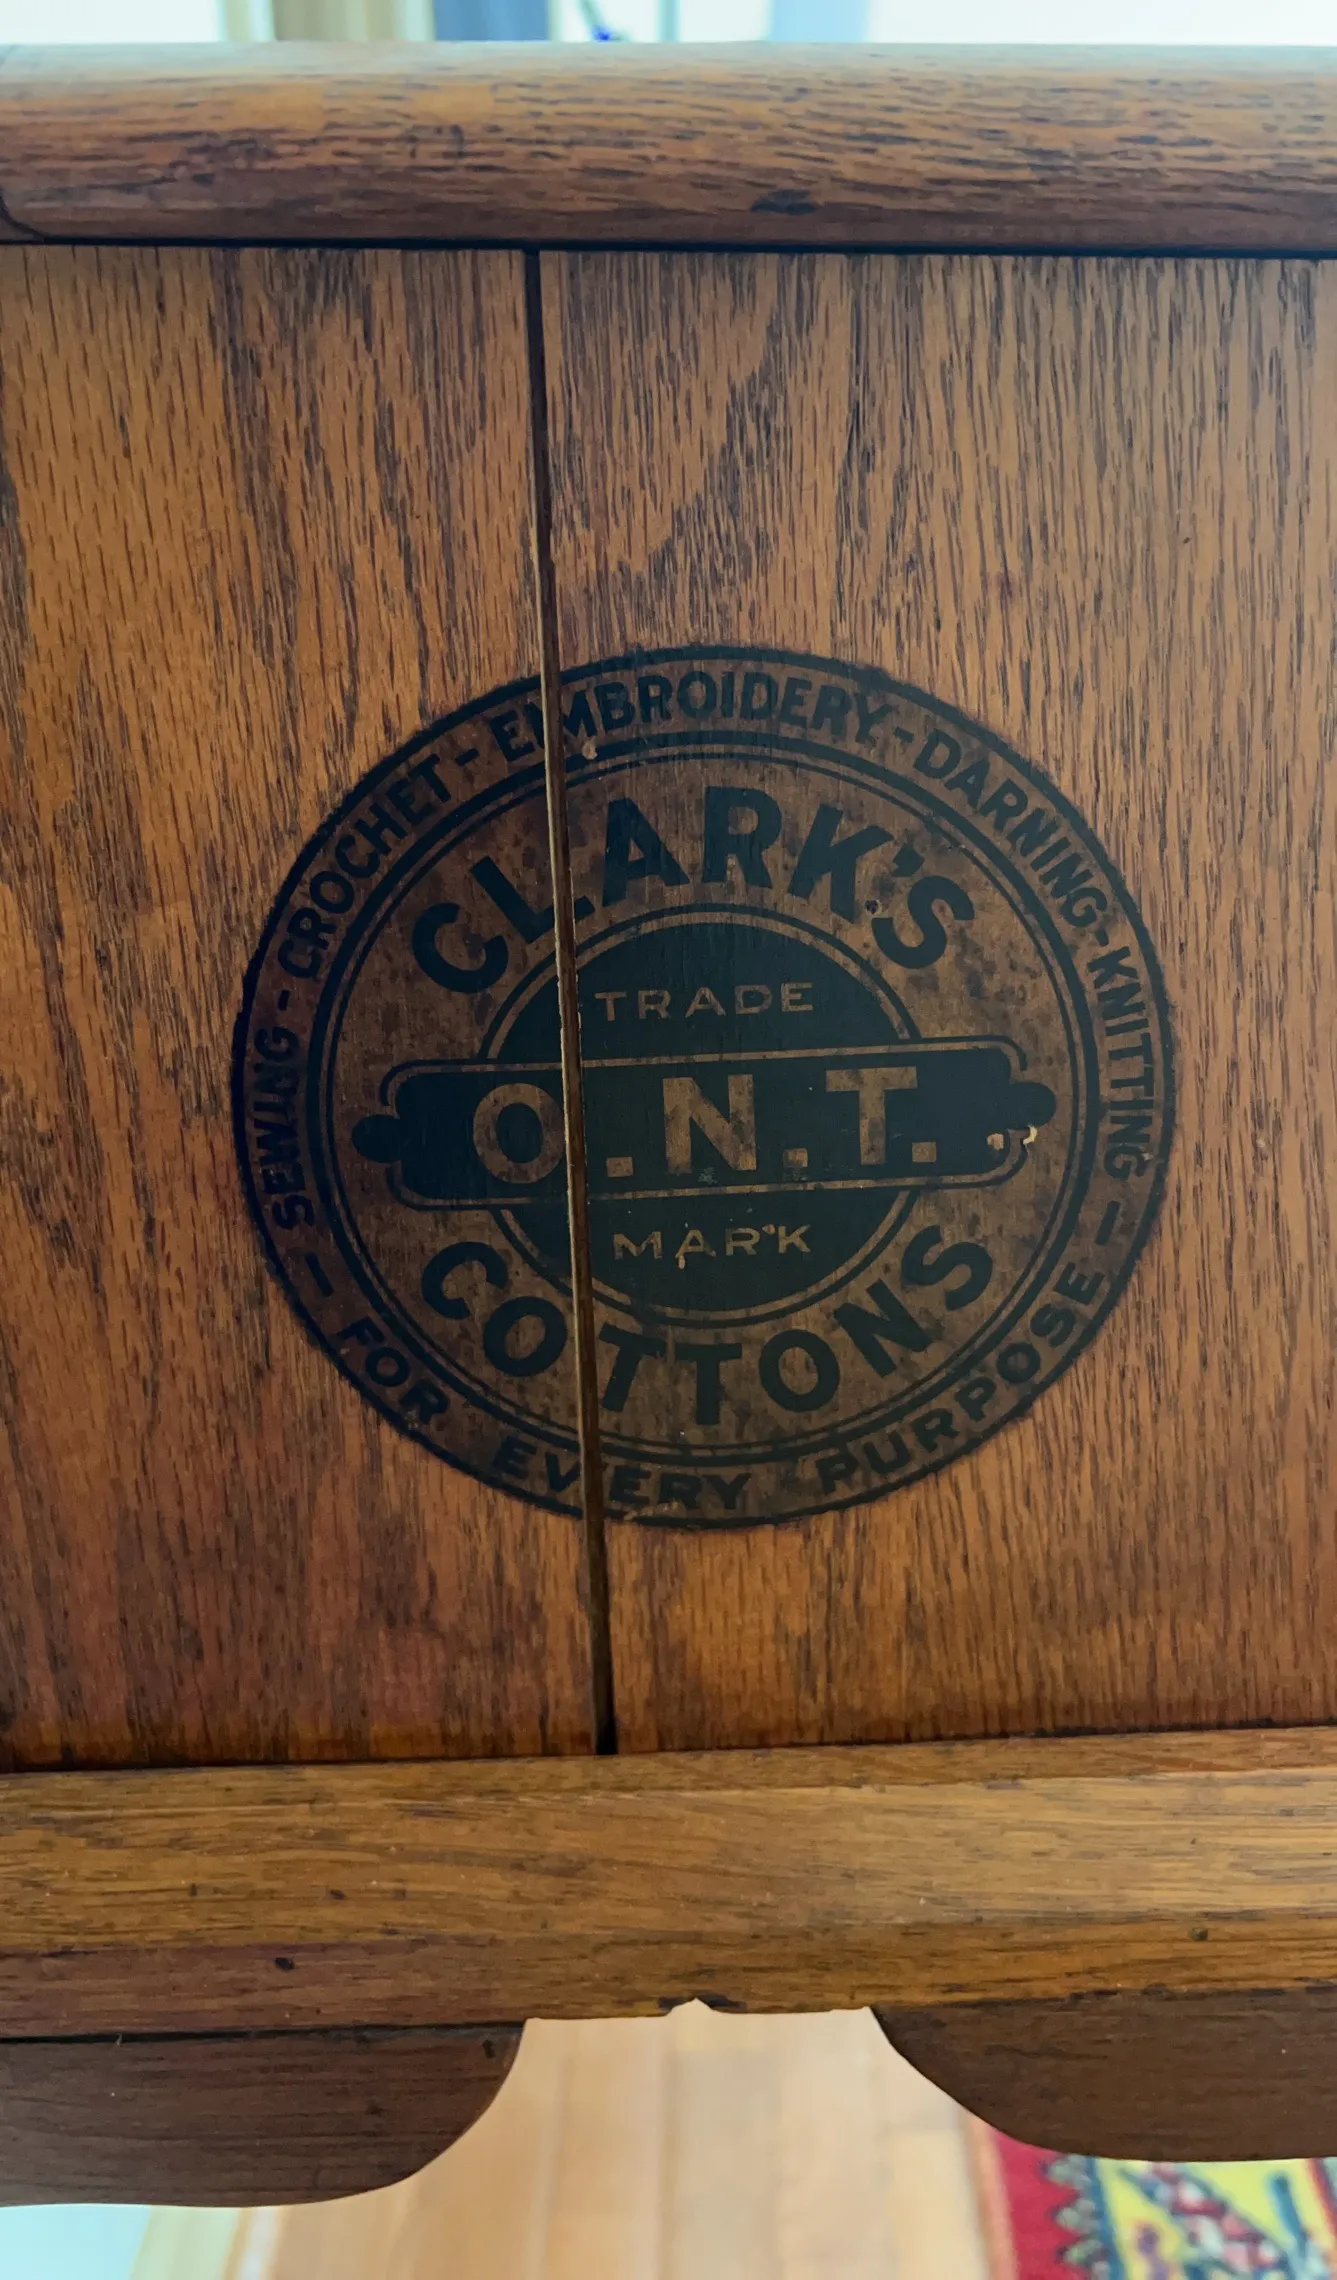 SEWING - CROCHET - EMBROIDERY - DARNING - KNITTING -
CLARK'S
TRADE
O.N.T.
MARK
COTTONS
- FOR EVERY PURPOSE -